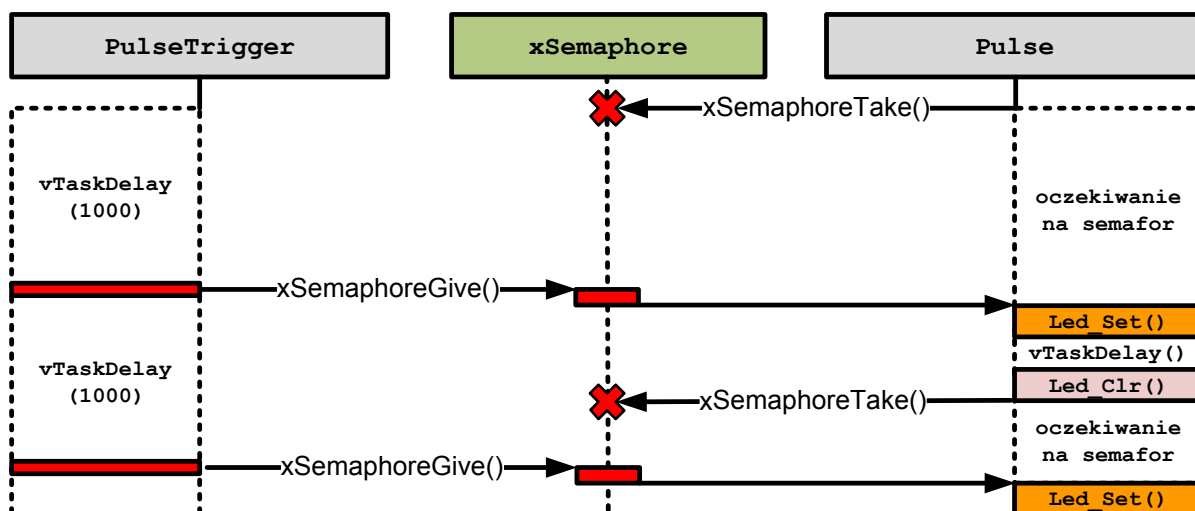 PulseTrigger
xSemaphore
Pulse
xSemaphoreTake()
vTaskDelay
(1000)
oczekiwanie
na semafor
xSemaphoreGive()
Led_Set()
vTaskDelay()
vTaskDelay
(1000)
Led_Clr()
xSemaphoreTake()
oczekiwanie
na semafor
xSemaphoreGive()
Led_Set()